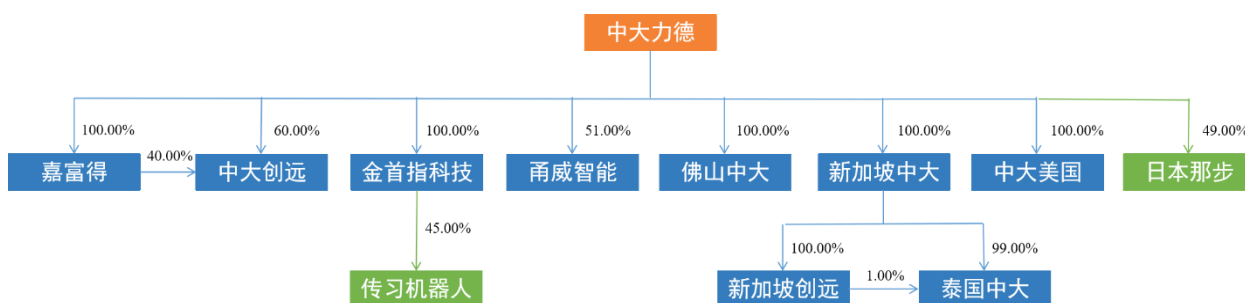 中大力德
100.00%
60.00%
100.00%
51.00%
100.00%
100.00%
100.00%
49.00%
嘉富得
40.00%
中大创远
金首指科技
甬威智能
佛山中大
新加坡中大
中大美国
日本那步
45.00%
100.00%
99.00%
传习机器人
新加坡创远
1.00%
泰国中大